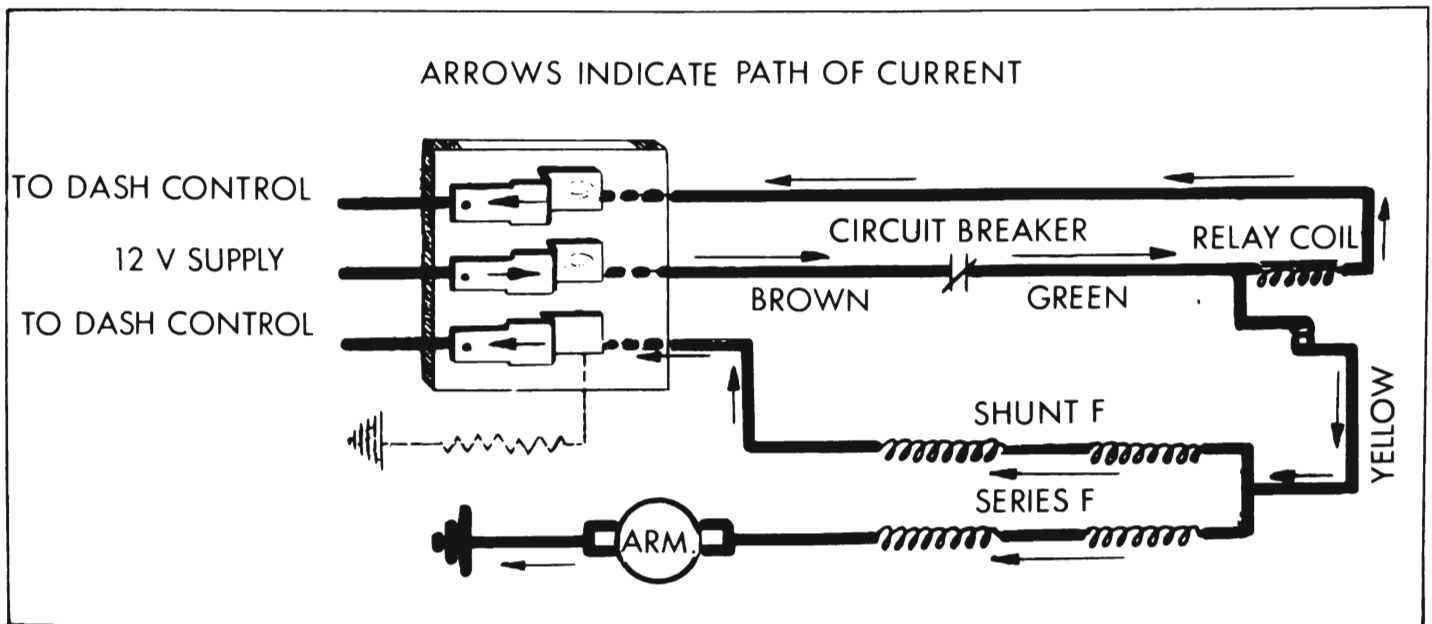 ARROWS INDICATE PATH OF CURRENT
TO DASH CONTROL
12 V SUPPLY
TO DASH CONTROL
CIRCUIT BREAKER
RELAY COIL
BROWN
GREEN
YELLOW
SHUNT F
SERIES F
ARM.